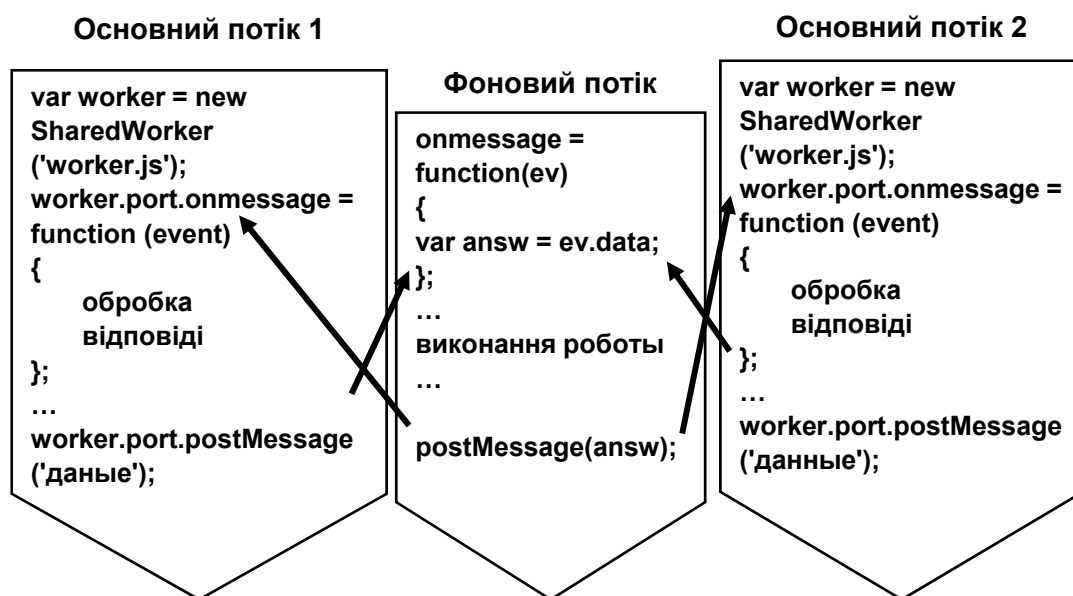 Основний потік 1
var worker = new
SharedWorker
('worker.js');
worker.port.onmessage =
function (event)
{
обробка
відповіді
};
…
worker.port.postMessage
('даные');
Фоновий потік
onmessage =
function(ev)
{
var answ = ev.data;
};
…
виконання роботы
…
postMessage(answ);
Основний потік 2
var worker = new
SharedWorker
('worker.js');
worker.port.onmessage =
function (event)
{
обробка
відповіді
};
…
worker.port.postMessage
('данные');